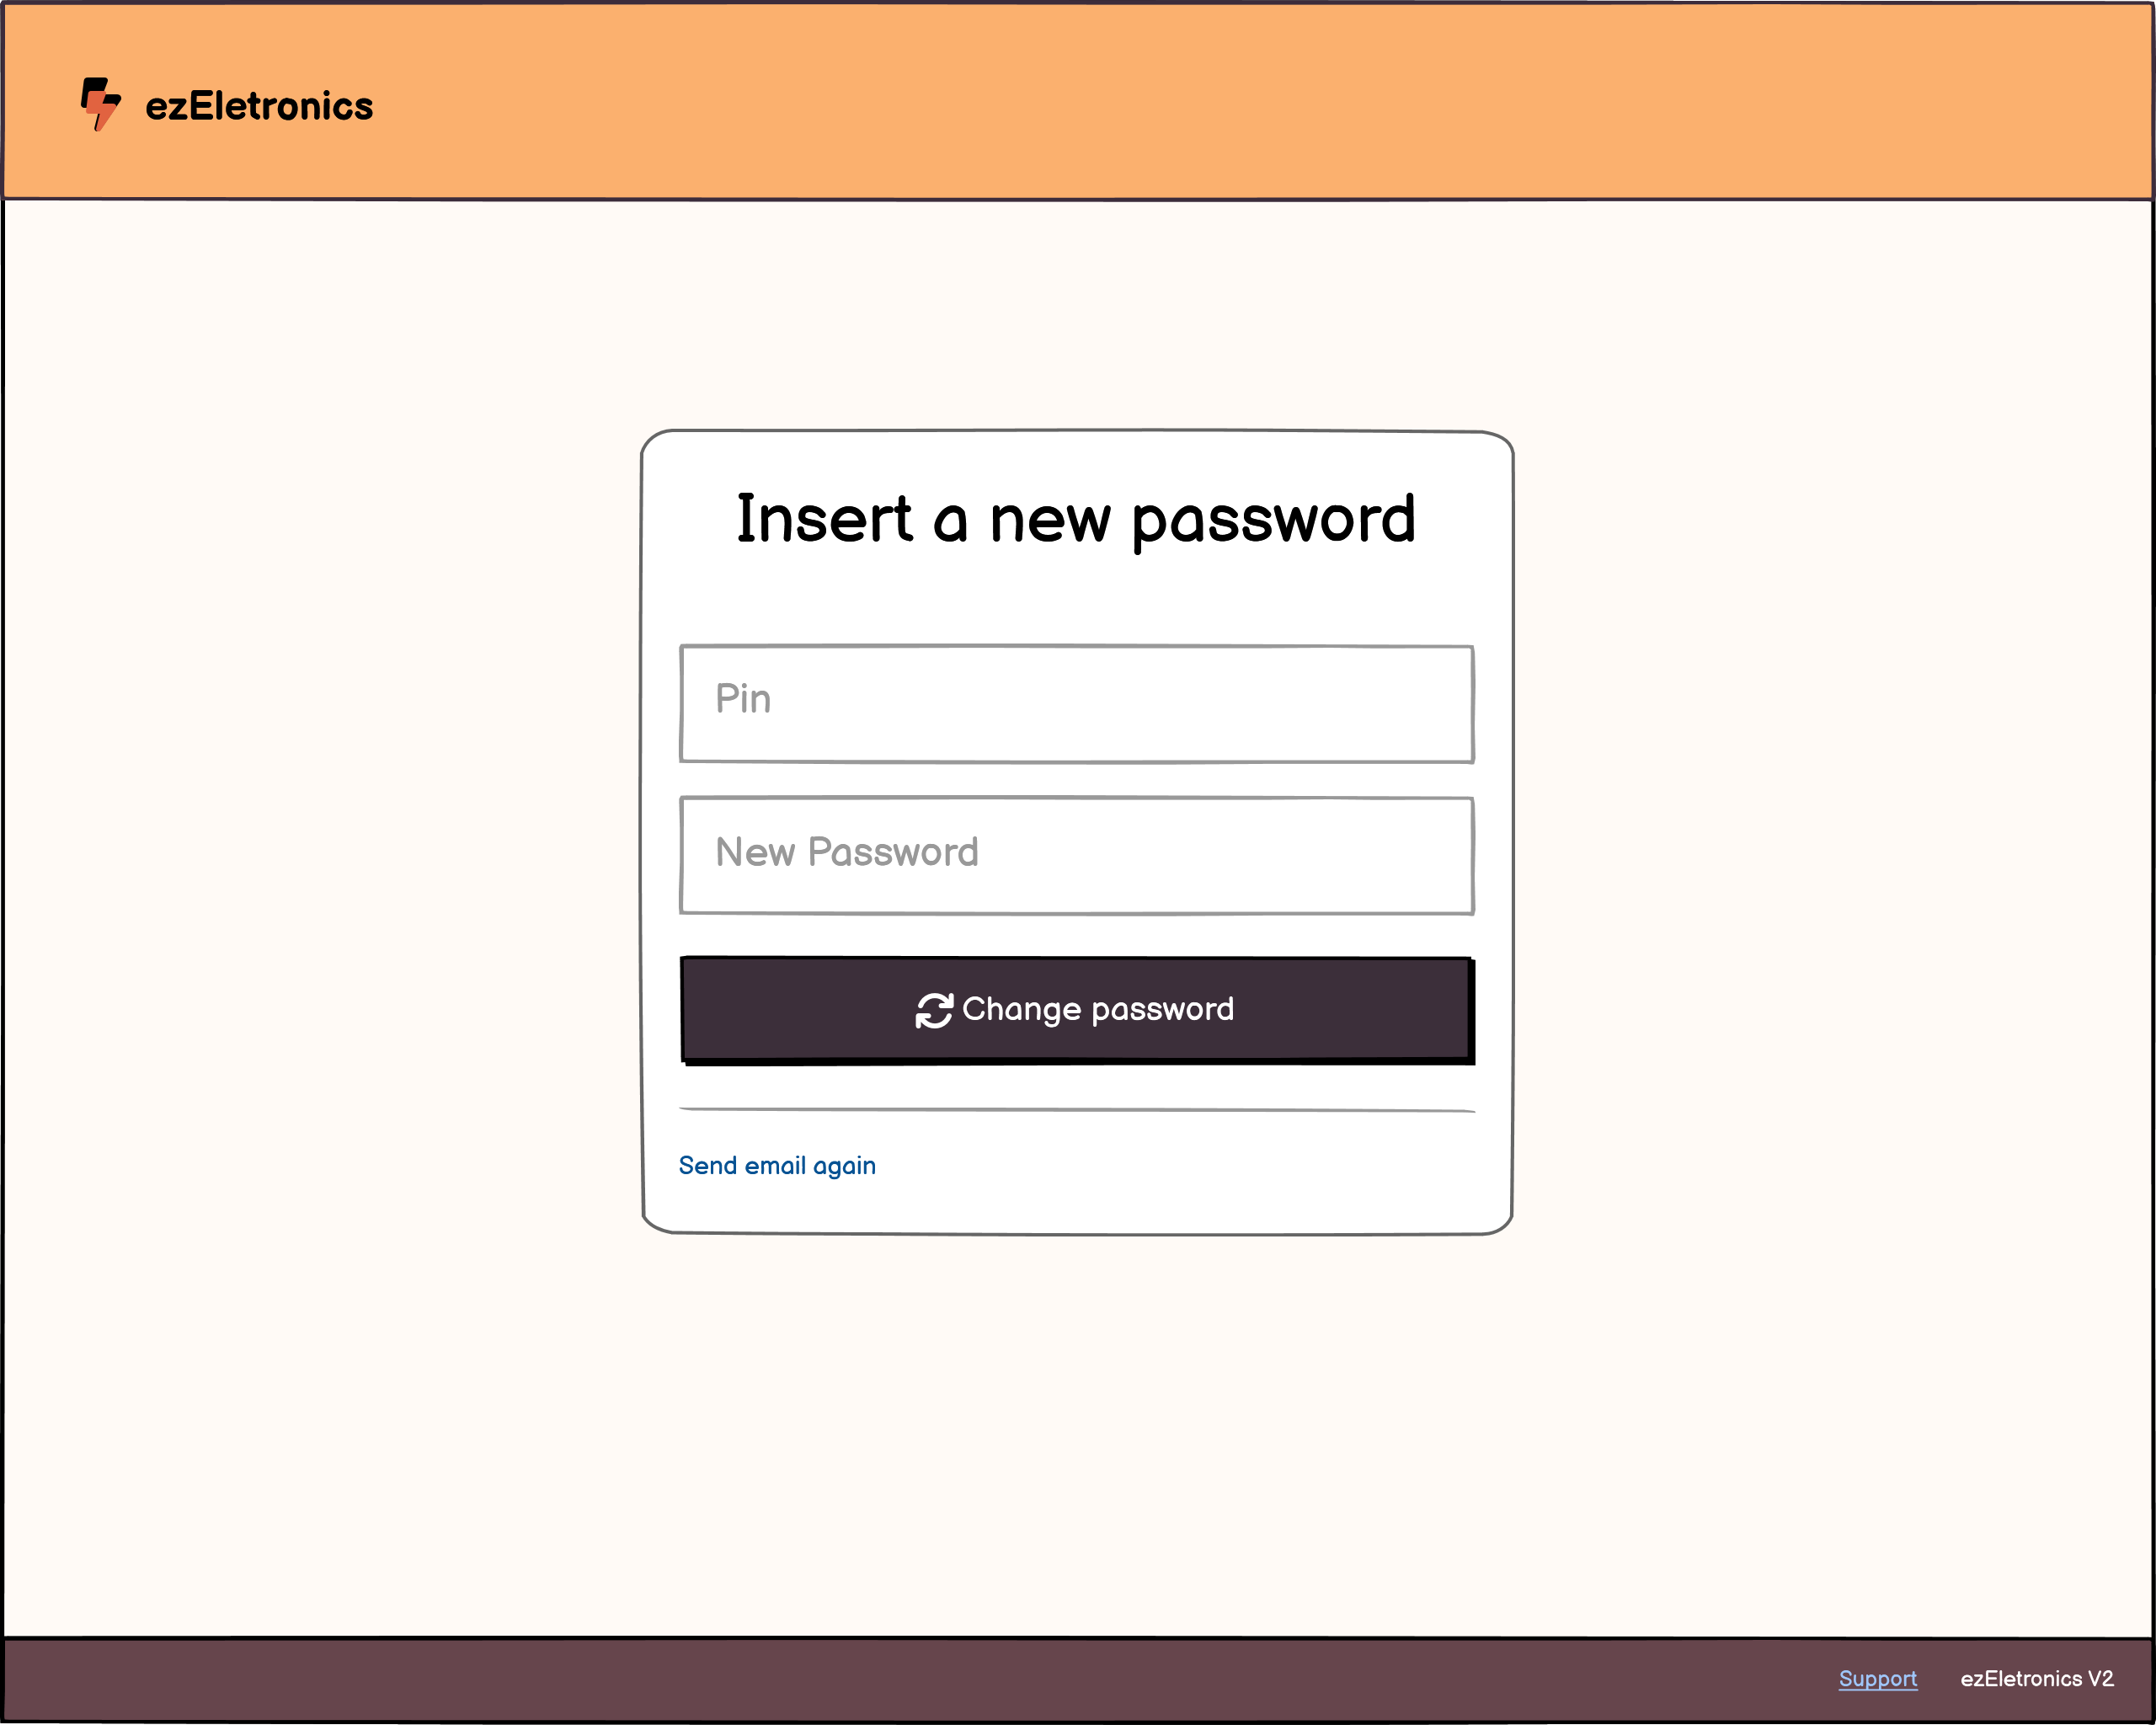 ezEletronics
Insert a new password
Pin
New Password
Change password
Send email again
Support
ezEletronics V2